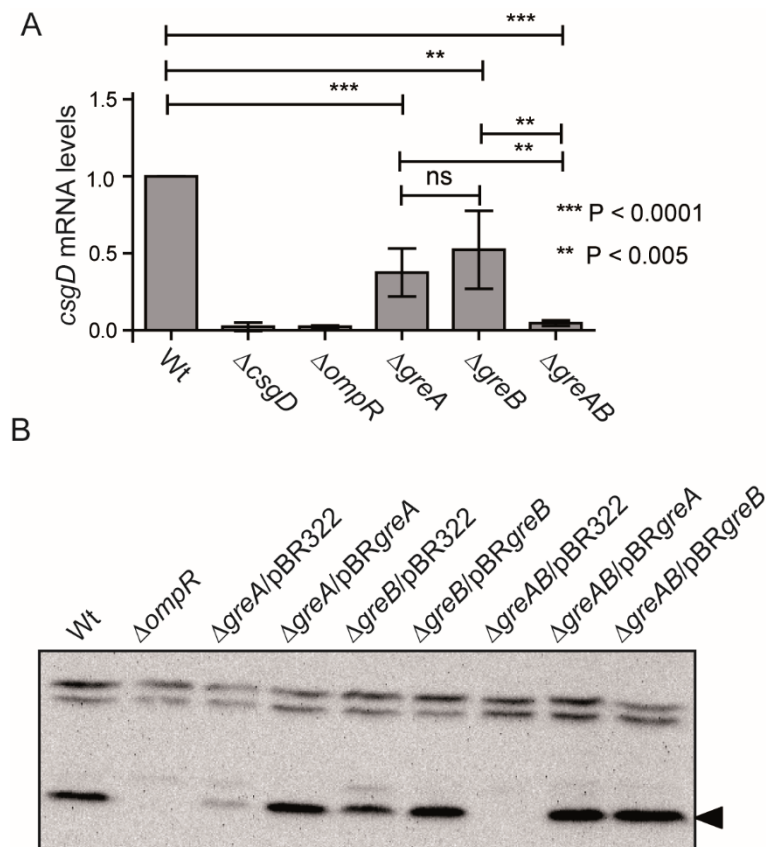 A
***
**
***
**
**
ns
csgD mRNA levels
1.5
1.0
0.5
0.0
*** P < 0.0001
** P < 0.005
Wt
ΔcsgD
ΔompR
ΔgreA
ΔgreB
ΔgreAB
B
Wt
ΔompR
ΔgreA/pBR322
ΔgreA/pBRgreA
ΔgreB/pBR322
ΔgreB/pBRgreB
ΔgreAB/pBR322
ΔgreAB/pBRgreA
ΔgreAB/pBRgreB